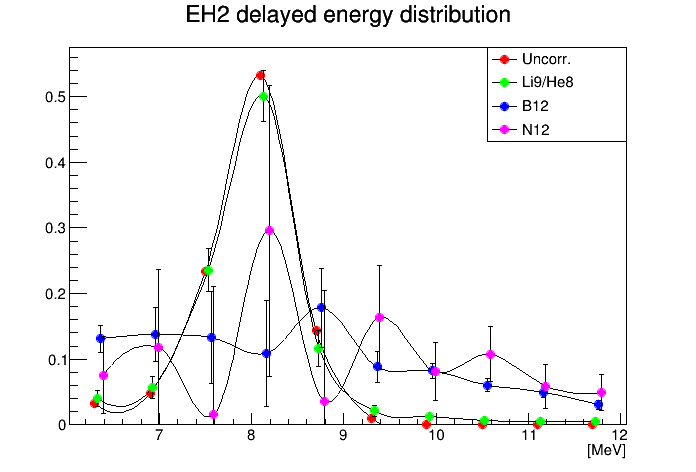 EH2 delayed energy distribution
Uncorr.
Li9/He8
B12
N12
0.5
0.4
0.3
0.2
0.1
0
7 8 9 10 11 12
[MeV]